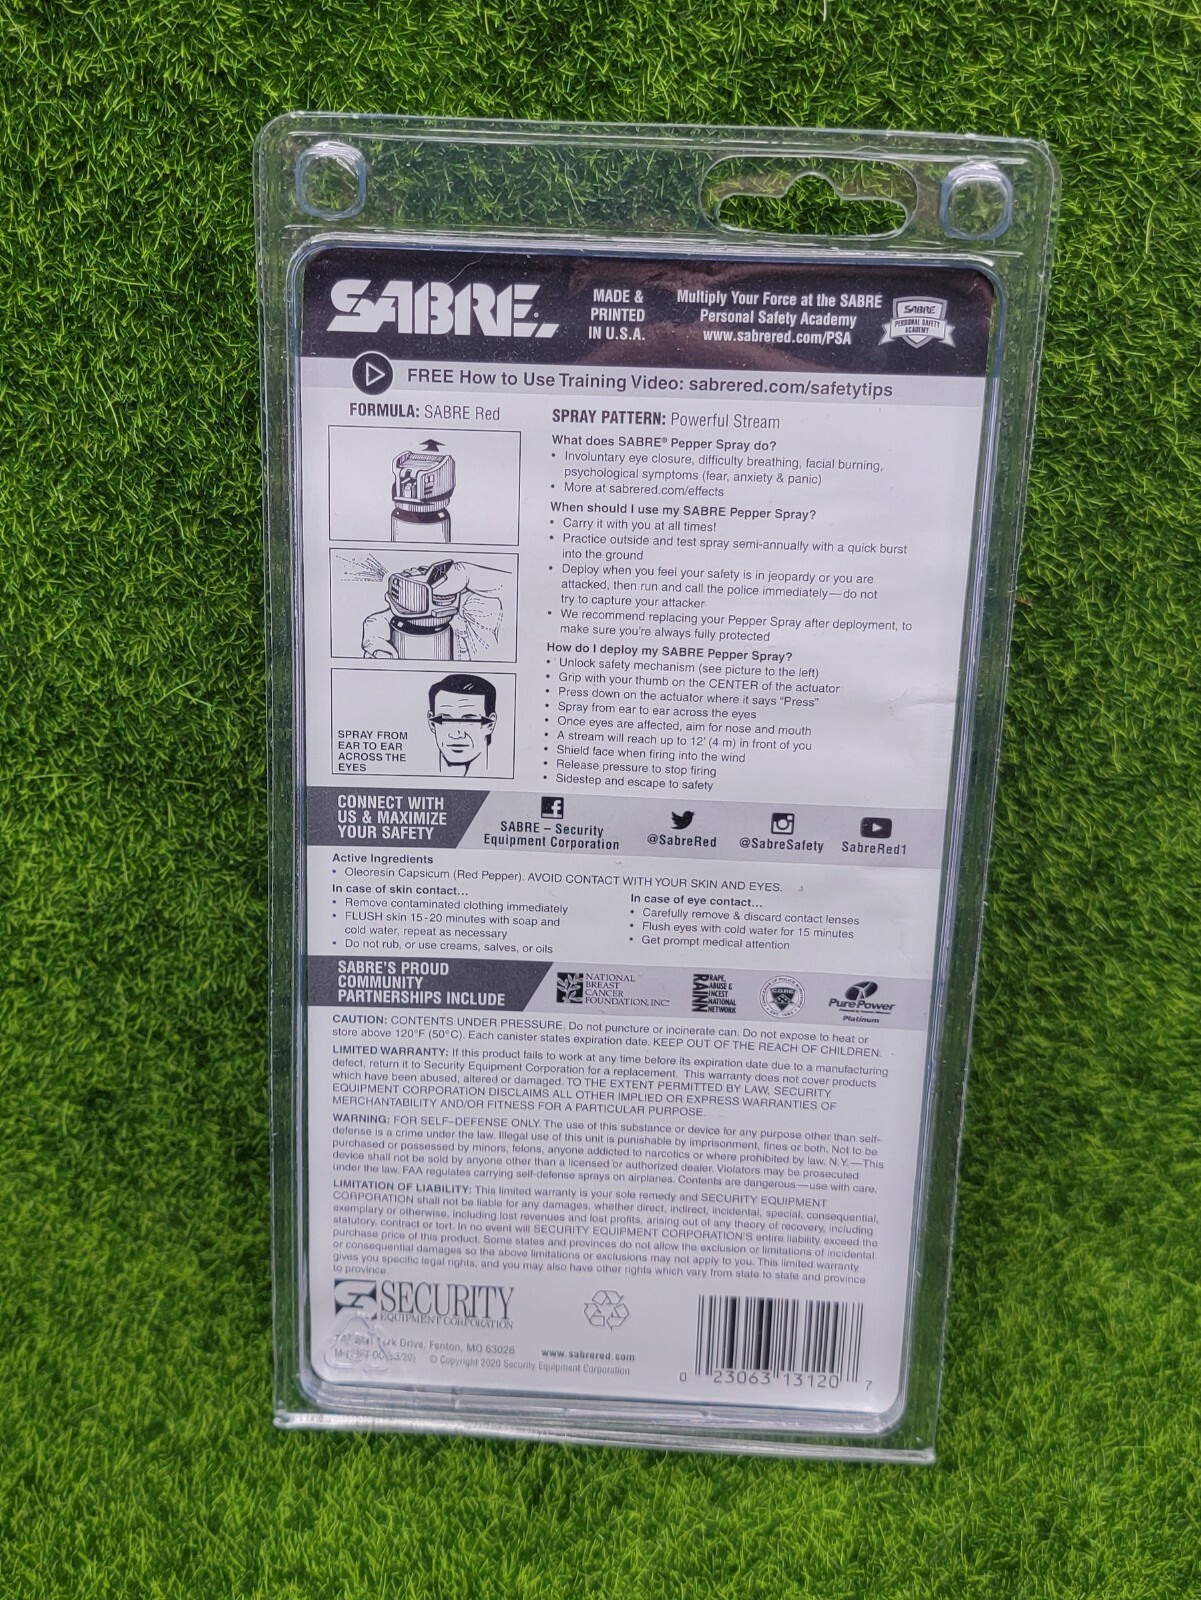 SABRE
MADE &
PRINTED
IN U.S.A.
Multiply Your Force at the SABRE
Personal Safety Academy
www.sabrered.com/PSA
SABRE
PERSONAL SAFETY
ACADEMY
FREE How to Use Training Video: sabrered.com/safetytips
FORMULA: SABRE Red
SPRAY FROM
EAR TO EAR
ACROSS THE
EYES
SPRAY PATTERN: Powerful Stream
What does SABRE® Pepper Spray do?
• Involuntary eye closure, difficulty breathing, facial burning,
psychological symptoms (fear, anxiety & panic)
• More at sabrered.com/effects
When should I use my SABRE Pepper Spray?
• Carry it with you at all times!
• Practice outside and test spray semi-annually with a quick burst
into the ground
• Deploy when you feel your safety is in jeopardy or you are
attacked, then run and call the police immediately—do not
try to capture your attacker
• We recommend replacing your Pepper Spray after deployment, to
make sure you're always fully protected
How do I deploy my SABRE Pepper Spray?
• Unlock safety mechanism (see picture to the left)
• Grip with your thumb on the CENTER of the actuator
• Press down on the actuator where it says "Press"
• Spray from ear to ear across the eyes
• Once eyes are affected, aim for nose and mouth
• A stream will reach up to 12' (4 m) in front of you
• Shield face when firing into the wind
• Release pressure to stop firing
• Sidestep and escape to safety
CONNECT WITH
US & MAXIMIZE
YOUR SAFETY
SABRE – Security
Equipment Corporation
@SabreRed
@SabreSafety
SabreRed1
Active Ingredients
• Oleoresin Capsicum (Red Pepper). AVOID CONTACT WITH YOUR SKIN AND EYES.
In case of skin contact...
• Remove contaminated clothing immediately
• FLUSH skin 15-20 minutes with soap and
cold water, repeat as necessary
• Do not rub, or use creams, salves, or oils
In case of eye contact...
• Carefully remove & discard contact lenses
• Flush eyes with cold water for 15 minutes
• Get prompt medical attention
SABRE'S PROUD
COMMUNITY
PARTNERSHIPS INCLUDE
NATIONAL
BREAST
CANCER
FOUNDATION, INC
RAINN
RAPE,
ABUSE &
INCEST
NATIONAL
NETWORK
PurePower
Platinum
CAUTION: CONTENTS UNDER PRESSURE. Do not puncture or incinerate can. Do not expose to heat or
store above 120°F (50°C). Each canister states expiration date. KEEP OUT OF THE REACH OF CHILDREN.
LIMITED WARRANTY: If this product fails to work at any time before its expiration date due to a manufacturing
defect, return it to Security Equipment Corporation for a replacement. This warranty does not cover products
which have been abused, altered or damaged. TO THE EXTENT PERMITTED BY LAW, SECURITY
EQUIPMENT CORPORATION DISCLAIMS ALL OTHER IMPLIED OR EXPRESS WARRANTIES OF
MERCHANTABILITY AND/OR FITNESS FOR A PARTICULAR PURPOSE.
WARNING: FOR SELF–DEFENSE ONLY. The use of this substance or device for any purpose other than self-
defense is a crime under the law. Illegal use of this unit is punishable by imprisonment, fines or both. Not to be
purchased or possessed by minors, felons, anyone addicted to narcotics or where prohibited by law. N.Y.—This
device shall not be sold by anyone other than a licensed or authorized dealer. Violators may be prosecuted
under the law. FAA regulates carrying self-defense sprays on airplanes. Contents are dangerous—use with care.
LIMITATION OF LIABILITY: This limited warranty is your sole remedy and SECURITY EQUIPMENT
CORPORATION shall not be liable for any damages, whether direct, indirect, incidental, special, consequential,
exemplary or otherwise, including lost revenues and lost profits, arising out of any theory of recovery, including
statutory, contract or tort. In no event will SECURITY EQUIPMENT CORPORATION'S entire liability exceed the
purchase price of this product. Some states and provinces do not allow the exclusion or limitations of incidental
or consequential damages so the above limitations or exclusions may not apply to you. This limited warranty
gives you specific legal rights, and you may also have other rights which vary from state to state and province
to province.
SECURITY
EQUIPMENT CORPORATION
Drive, Fenton, MO 63026
www.sabrered.com
© Copyright 2020 Security Equipment Corporation
0 23063 13120 7